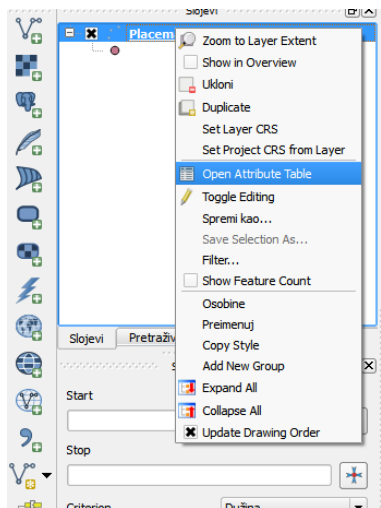 Slojevi
Placem
Zoom to Layer Extent
Show in Overview
Ukloni
Duplicate
Set Layer CRS
Set Project CRS from Layer
Open Attribute Table
Toggle Editing
Spremi kao...
Save Selection As...
Filter...
Show Feature Count
Osobine
Preimenuj
Copy Style
Add New Group
Expand All
Collapse All
Update Drawing Order
Slojevi
Pretraživ
Start
Stop
Criterion
Dužina